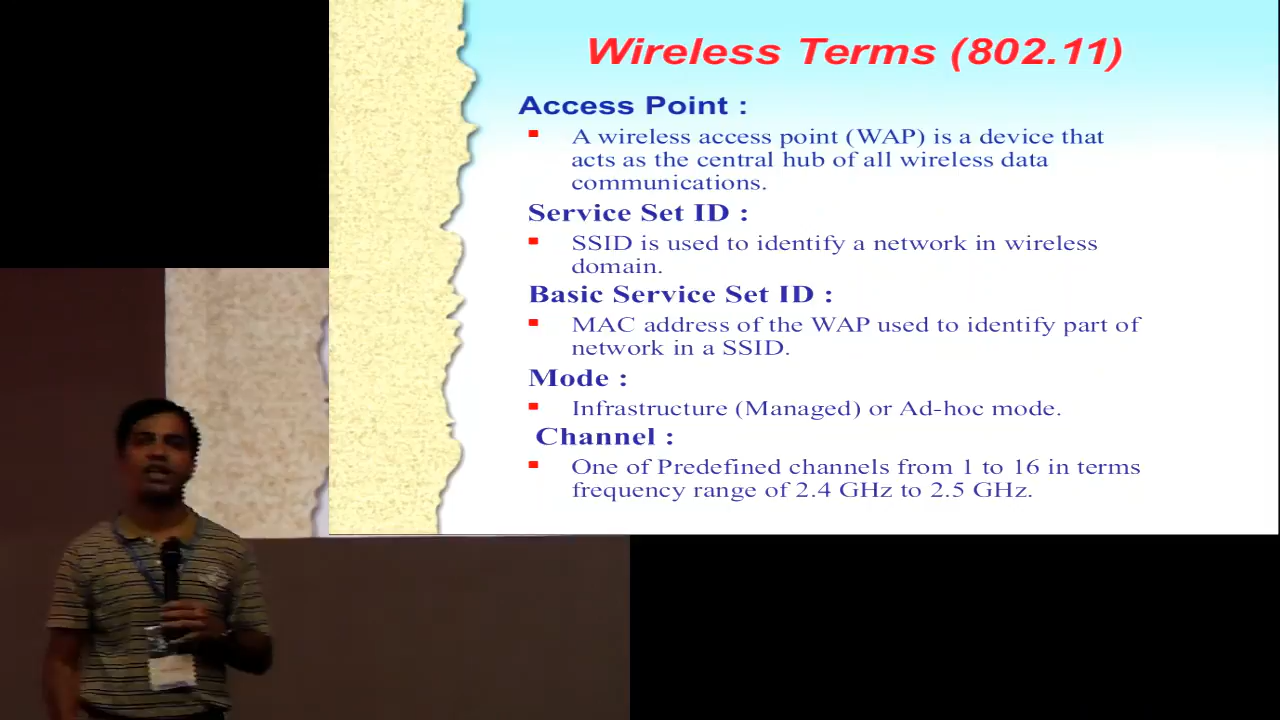 Wireless Terms (802.11)
Access Point :
A wireless access point (WAP) is a device that
acts as the central hub of all wireless data
communications.
Service Set ID :
SSID is used to identify a network in wireless
domain.
Basic Service Set ID :
MAC address of the WAP used to identify part of
network in a SSID.
Mode :
Infrastructure (Managed) or Ad-hoc mode.
Channel :
One of Predefined channels from 1 to 16 in terms
frequency range of 2.4 GHz to 2.5 GHz.